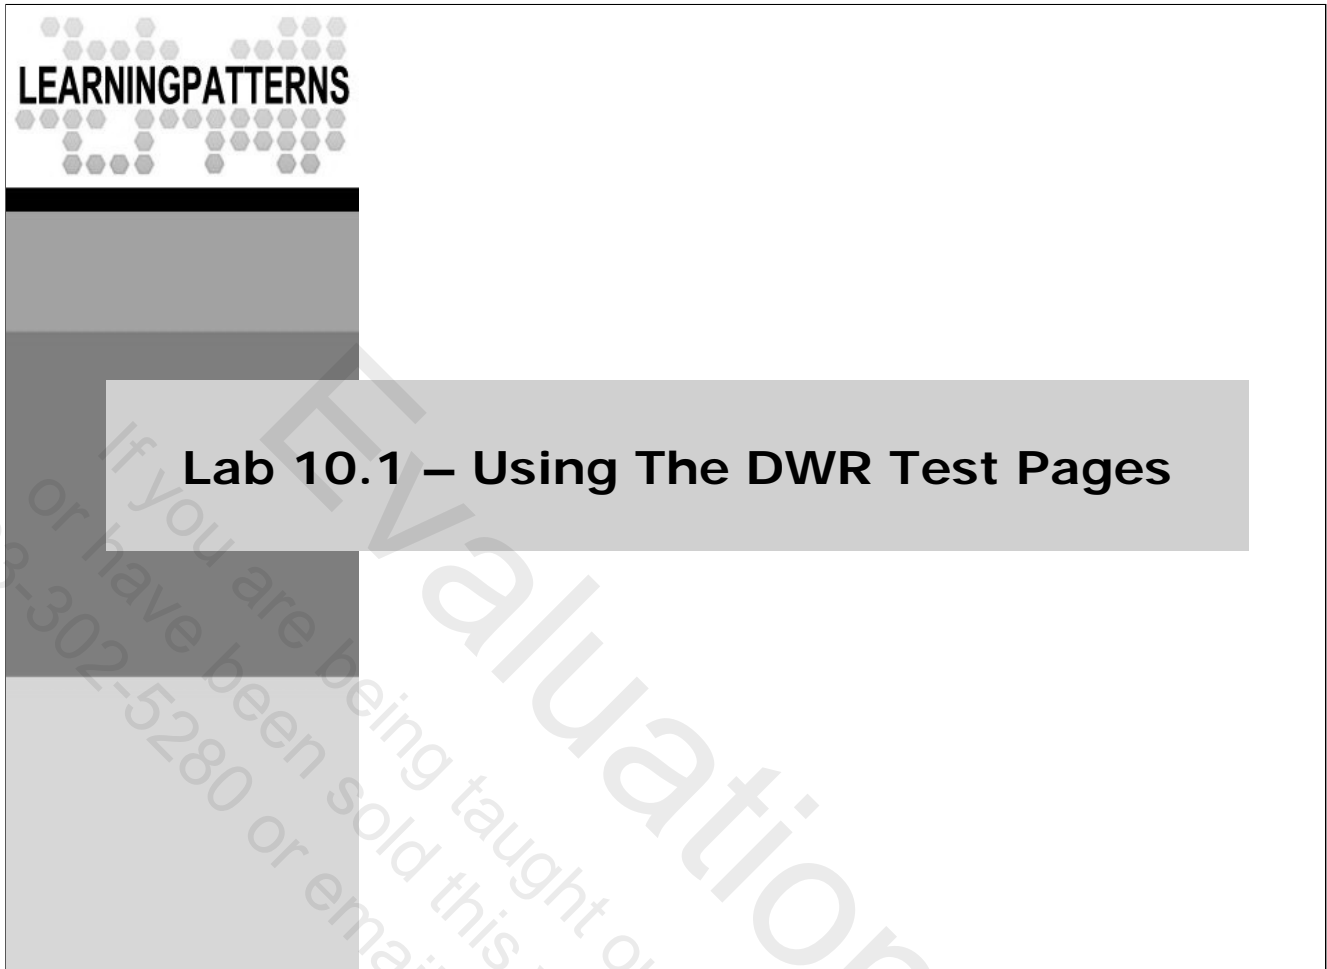 LEARNINGPATTERNS
Lab 10.1 – Using The DWR Test Pages
Evaluation
If you are being taught
or have been sold this
-302-5280 or email